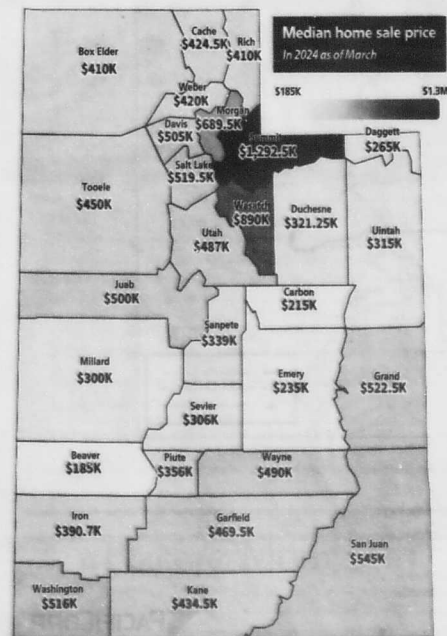 Median home sale price
In 2024 as of March
$185K
$1.3M
Box Elder
$410K
Cache
$424.5K
Rich
$410K
Weber
$420K
Morgan
$689.5K
Davis
$505K
Summit
$1,292.5K
Daggett
$265K
Salt Lake
$519.5K
Tooele
$450K
Wasatch
$890K
Duchesne
$321.25K
Uintah
$315K
Utah
$487K
Juab
$500K
Carbon
$215K
Sanpete
$339K
Millard
$300K
Emery
$235K
Grand
$522.5K
Sevier
$306K
Beaver
$185K
Piute
$356K
Wayne
$490K
Iron
$390.7K
Garfield
$469.5K
San Juan
$545K
Washington
$516K
Kane
$434.5K